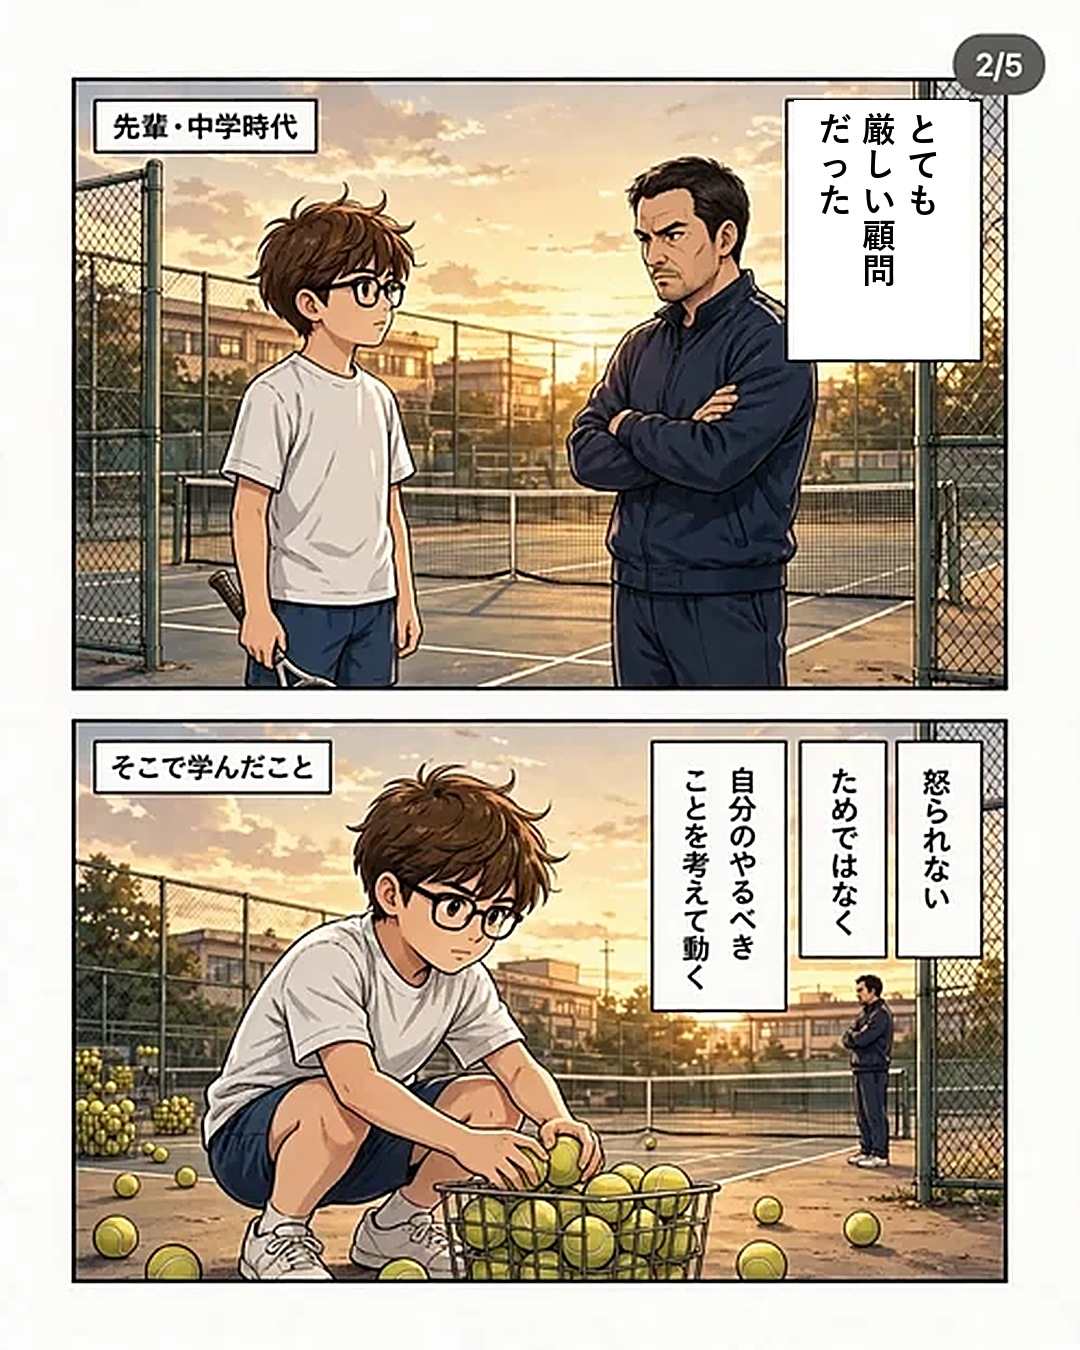 2/5
先輩・中学時代
とても
厳しい顧問
だった
そこで学んだこと
怒られない
ためではなく
自分のやるべき
ことを考えて動く